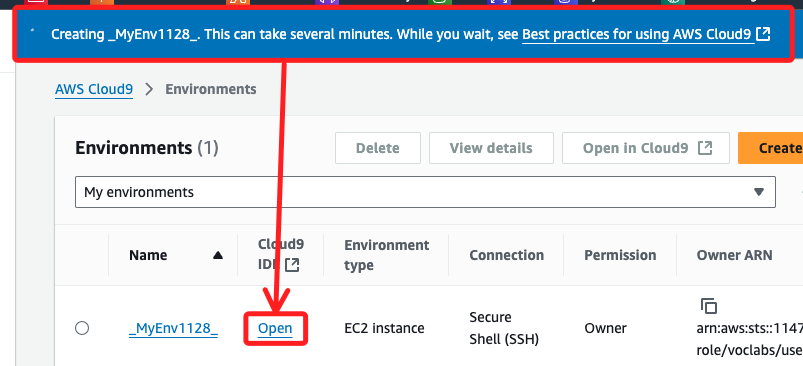 Creating _MyEnv1128_. This can take several minutes. While you wait, see Best practices for using AWS Cloud9
AWS Cloud9 > Environments
Environments (1)
Delete
View details
Open in Cloud9
Create
My environments
Name
Cloud9
IDE
Environment
type
Connection
Permission
Owner ARN
_MyEnv1128_
Open
EC2 instance
Secure
Shell (SSH)
Owner
arn:aws:sts::1147
role/voclabs/use